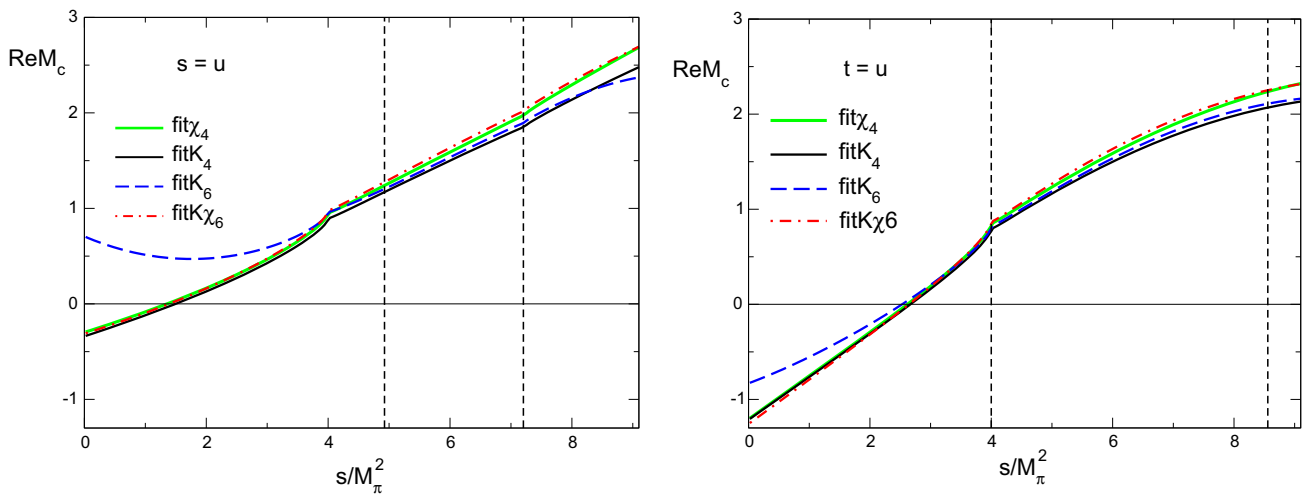 3
ReM_c
s = u
2
fitχ_4
fitK_4
fitK_6
fitKχ_6
1
0
-1
0
2
4
6
8
s/M_π^2
3
ReM_c
t = u
2
fitχ_4
fitK_4
fitK_6
fitKχ6
1
0
-1
0
2
4
6
8
s/M_π^2